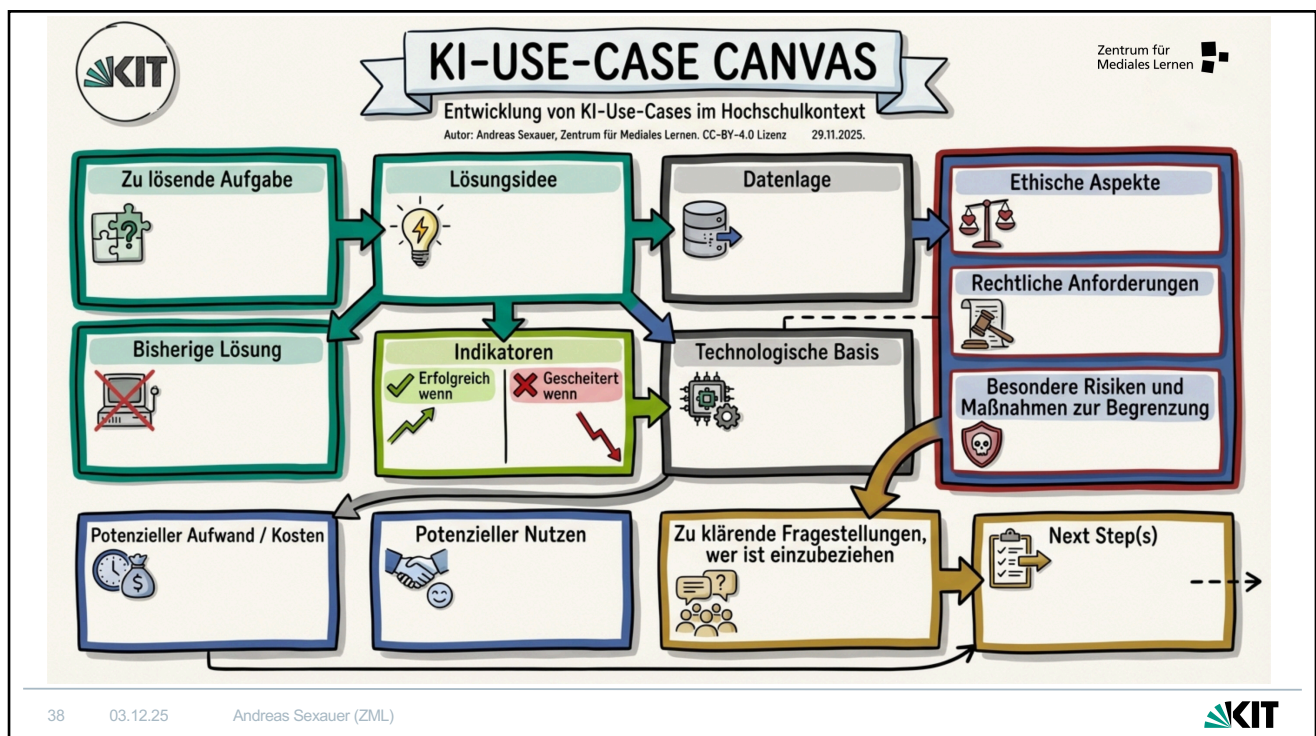 KIT
KI-USE-CASE CANVAS
Zentrum für
Mediales Lernen
Entwicklung von KI-Use-Cases im Hochschulkontext
Autor: Andreas Sexauer, Zentrum für Mediales Lernen. CC-BY-4.0 Lizenz 29.11.2025.
Zu lösende Aufgabe
Lösungsidee
Datenlage
Ethische Aspekte
Rechtliche Anforderungen
Bisherige Lösung
Indikatoren
Erfolgreich
wenn
Gescheitert
wenn
Technologische Basis
Besondere Risiken und
Maßnahmen zur Begrenzung
Potenzieller Aufwand / Kosten
Potenzieller Nutzen
Zu klärende Fragestellungen,
wer ist einzubeziehen
Next Step(s)
38 03.12.25 Andreas Sexauer (ZML)
KIT